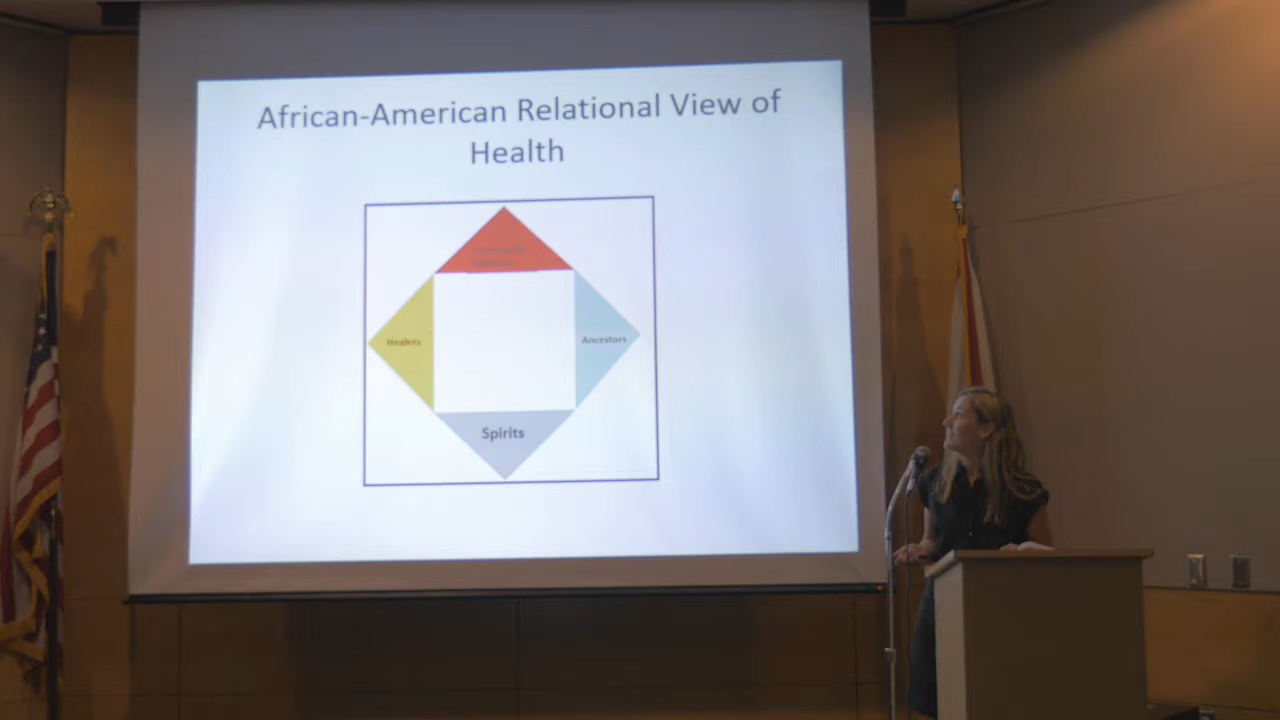 African-American Relational View of
Health
Healers
Ancestors
Spirits